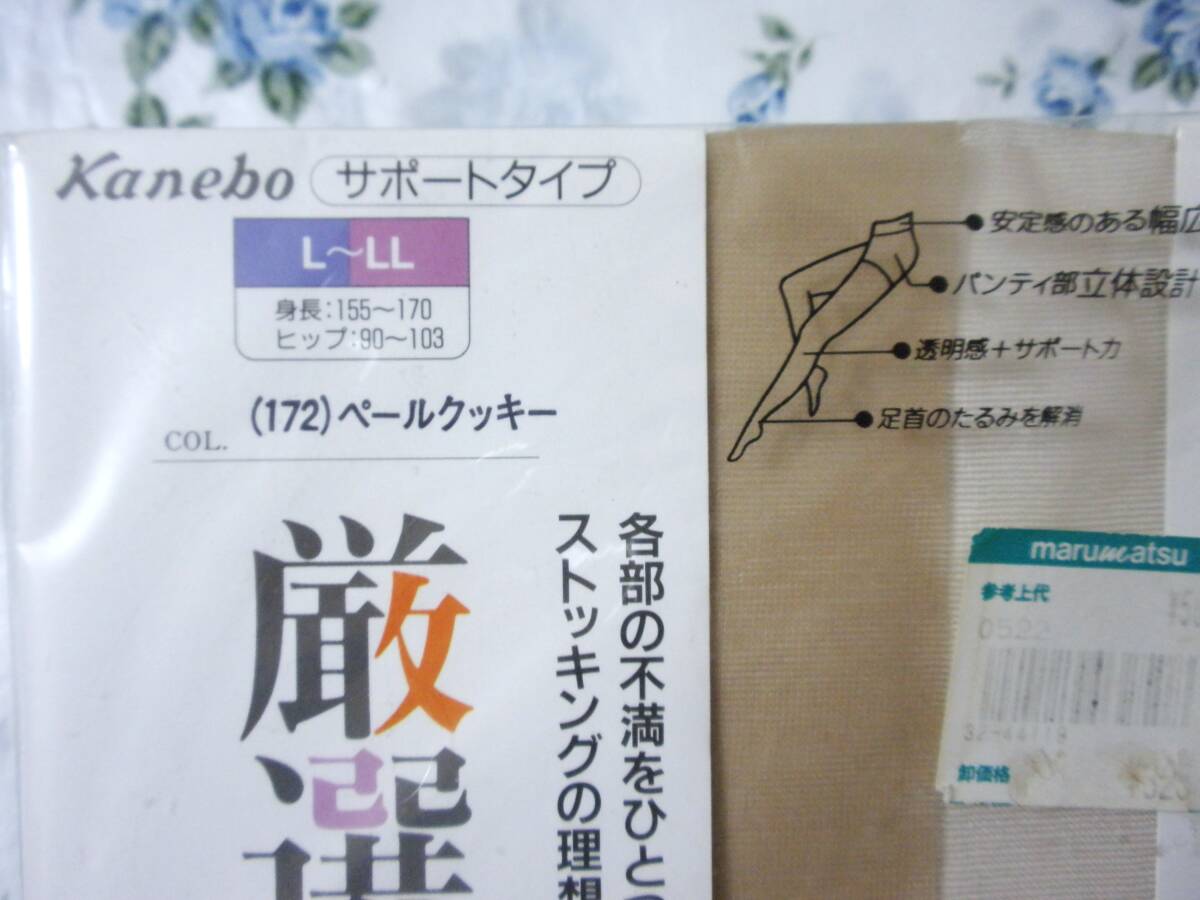 Kanebo サポートタイプ
L～LL
身長：155～170
ヒップ：90～103
COL. (172)ペールクッキー
厳選
各部の不満をひとつ
ストッキングの理想
安定感のある幅広
パンティ部立体設計
透明感＋サポート力
足首のたるみを解消
marumatsu
参考上代
0522
32-44119
卸価格